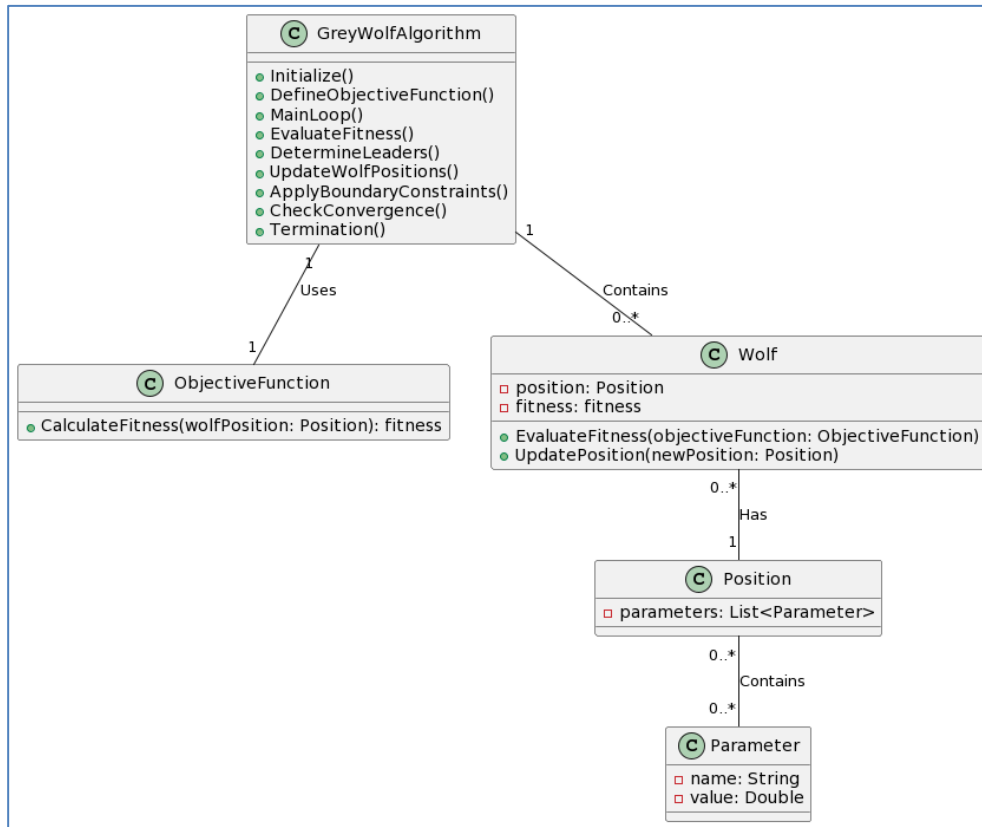 C GreyWolfAlgorithm
Initialize()
DefineObjectiveFunction()
MainLoop()
EvaluateFitness()
DetermineLeaders()
UpdateWolfPositions()
ApplyBoundaryConstraints()
CheckConvergence()
Termination()
1
Uses
1
1
Contains
0..*
C ObjectiveFunction
CalculateFitness(wolfPosition: Position): fitness
C Wolf
position: Position
fitness: fitness
EvaluateFitness(objectiveFunction: ObjectiveFunction)
UpdatePosition(newPosition: Position)
0..*
Has
1
C Position
parameters: List<Parameter>
0..*
Contains
0..*
C Parameter
name: String
value: Double